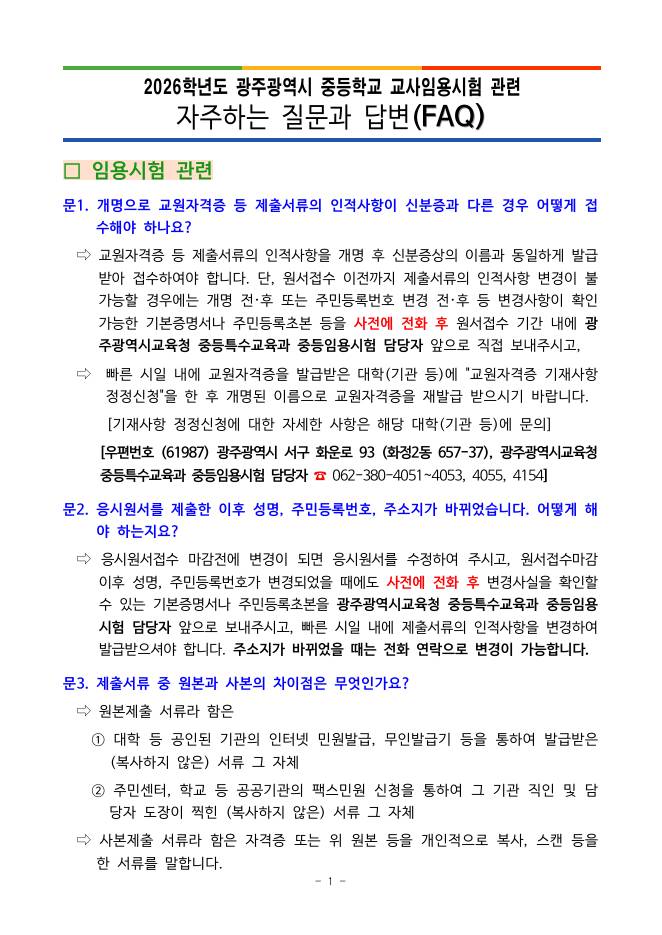 2026학년도 광주광역시 중등학교 교사임용시험 관련
자주하는 질문과 답변(FAQ)
□ 임용시험 관련
문1. 개명으로 교원자격증 등 제출서류의 인적사항이 신분증과 다른 경우 어떻게 접
수해야 하나요?
⇨ 교원자격증 등 제출서류의 인적사항을 개명 후 신분증상의 이름과 동일하게 발급
받아 접수하여야 합니다. 단, 원서접수 이전까지 제출서류의 인적사항 변경이 불
가능할 경우에는 개명 전·후 또는 주민등록번호 변경 전·후 등 변경사항이 확인
가능한 기본증명서나 주민등록초본 등을 사전에 전화 후 원서접수 기간 내에 광
주광역시교육청 중등특수교육과 중등임용시험 담당자 앞으로 직접 보내주시고,
⇨ 빠른 시일 내에 교원자격증을 발급받은 대학(기관 등)에 "교원자격증 기재사항
정정신청"을 한 후 개명된 이름으로 교원자격증을 재발급 받으시기 바랍니다.
[기재사항 정정신청에 대한 자세한 사항은 해당 대학(기관 등)에 문의]
[우편번호 (61987) 광주광역시 서구 화운로 93 (화정2동 657-37), 광주광역시교육청
중등특수교육과 중등임용시험 담당자 ☎ 062-380-4051~4053, 4055, 4154]
문2. 응시원서를 제출한 이후 성명, 주민등록번호, 주소지가 바뀌었습니다. 어떻게 해
야 하는지요?
⇨ 응시원서접수 마감전에 변경이 되면 응시원서를 수정하여 주시고, 원서접수마감
이후 성명, 주민등록번호가 변경되었을 때에도 사전에 전화 후 변경사실을 확인할
수 있는 기본증명서나 주민등록초본을 광주광역시교육청 중등특수교육과 중등임용
시험 담당자 앞으로 보내주시고, 빠른 시일 내에 제출서류의 인적사항을 변경하여
발급받으셔야 합니다. 주소지가 바뀌었을 때는 전화 연락으로 변경이 가능합니다.
문3. 제출서류 중 원본과 사본의 차이점은 무엇인가요?
⇨ 원본제출 서류라 함은
① 대학 등 공인된 기관의 인터넷 민원발급, 무인발급기 등을 통하여 발급받은
(복사하지 않은) 서류 그 자체
② 주민센터, 학교 등 공공기관의 팩스민원 신청을 통하여 그 기관 직인 및 담
당자 도장이 찍힌 (복사하지 않은) 서류 그 자체
⇨ 사본제출 서류라 함은 자격증 또는 위 원본 등을 개인적으로 복사, 스캔 등을
한 서류를 말합니다.
- 1 -